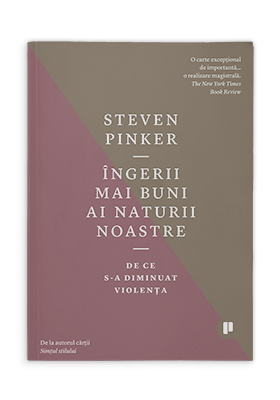 O carte excepțional
de importantă...
o realizare magistrală.
The New York Times
Book Review
STEVEN
PINKER
ÎNGERII
MAI BUNI
AI NATURII
NOASTRE
DE CE
S-A DIMINUAT
VIOLENȚA
De la autorul cărții
Simțul stilului